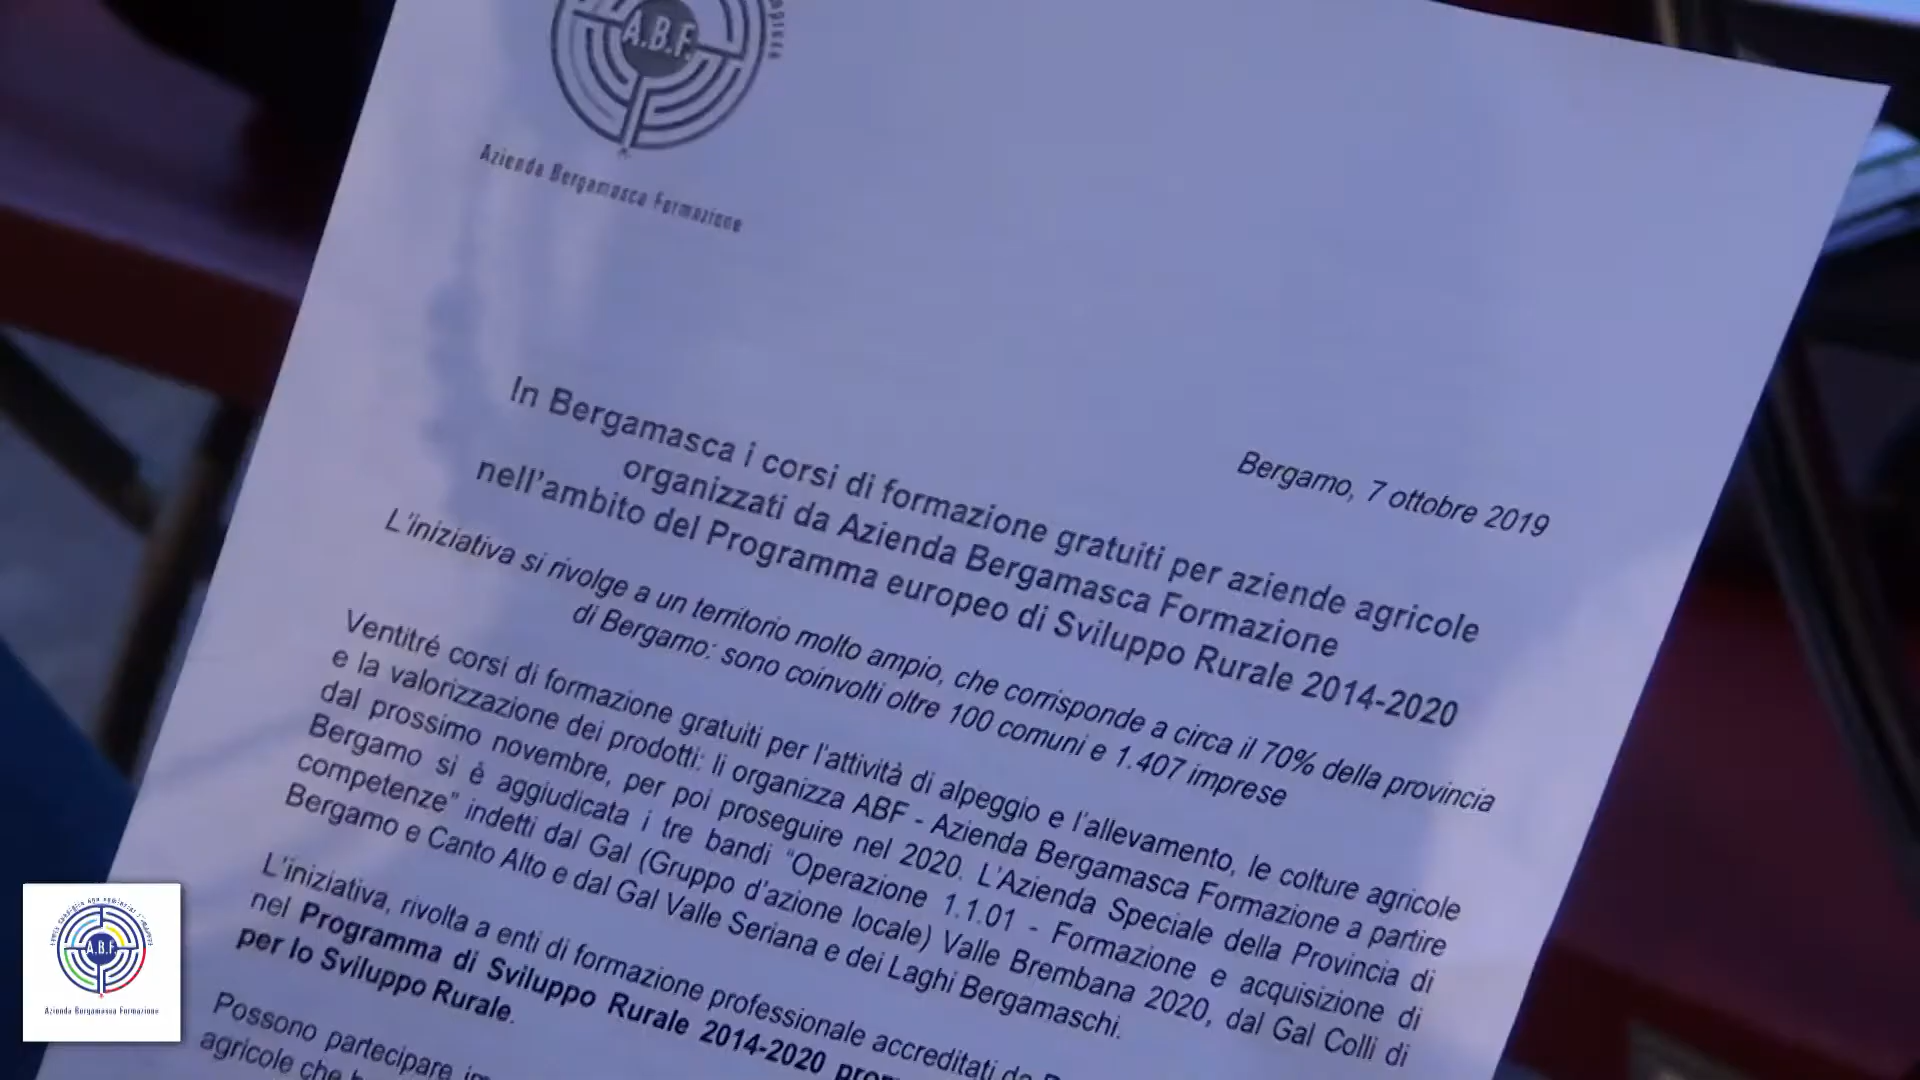 A.B.F.
Azienda Bergamasca Formazione
Bergamo, 7 ottobre 2019
In Bergamasca i corsi di formazione gratuiti per aziende agricole
organizzati da Azienda Bergamasca Formazione
nell'ambito del Programma europeo di Sviluppo Rurale 2014-2020
L'iniziativa si rivolge a un territorio molto ampio, che corrisponde a circa il 70% della provincia
di Bergamo: sono coinvolti oltre 100 comuni e 1.407 imprese
Ventitré corsi di formazione gratuiti per l'attività di alpeggio e l'allevamento, le colture agricole
e la valorizzazione dei prodotti: li organizza ABF - Azienda Bergamasca Formazione a partire
dal prossimo novembre, per poi proseguire nel 2020. L'Azienda Speciale della Provincia di
Bergamo si è aggiudicata i tre bandi "Operazione 1.1.01 - Formazione e acquisizione di
competenze" indetti dal Gal (Gruppo d'azione locale) Valle Brembana 2020, dal Gal Colli di
Bergamo e Canto Alto e dal Gal Valle Seriana e dei Laghi Bergamaschi.
L'iniziativa, rivolta a enti di formazione professionale accreditati da
nel Programma di Sviluppo Rurale 2014-2020
per lo Sviluppo Rurale.
Possono partecipare
agricole che
A.B.F.
Azienda Bergamasca Formazione